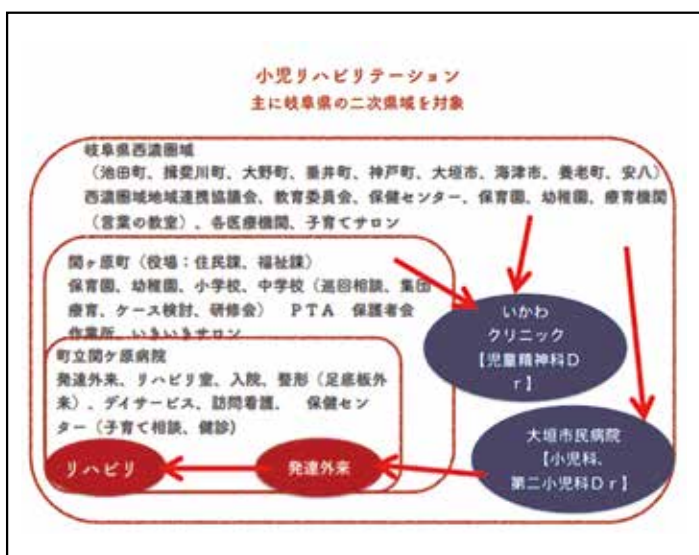 小児リハビリテーション
主に岐阜県の二次県域を対象
岐阜県西濃圏域
（池田町、揖斐川町、大野町、垂井町、神戸町、大垣市、海津市、養老町、安八）
西濃圏域地域連携協議会、教育委員会、保健センター、保育園、幼稚園、療育機関
（言葉の教室）、各医療機関、子育てサロン
関ヶ原町（役場：住民課、福祉課）
保育園、幼稚園、小学校、中学校（巡回相談、集団
療育、ケース検討、研修会） ＰＴＡ 保護者会
作業所、いきいきサロン
町立関ケ原病院
発達外来、リハビリ室、入院、整形（足底板外
来）、デイサービス、訪問看護、 保健セン
ター（子育て相談、健診）
いかわ
クリニック
【児童精神科Ｄ
ｒ】
大垣市民病院
【小児科、
第二小児科Ｄｒ】
リハビリ
発達外来